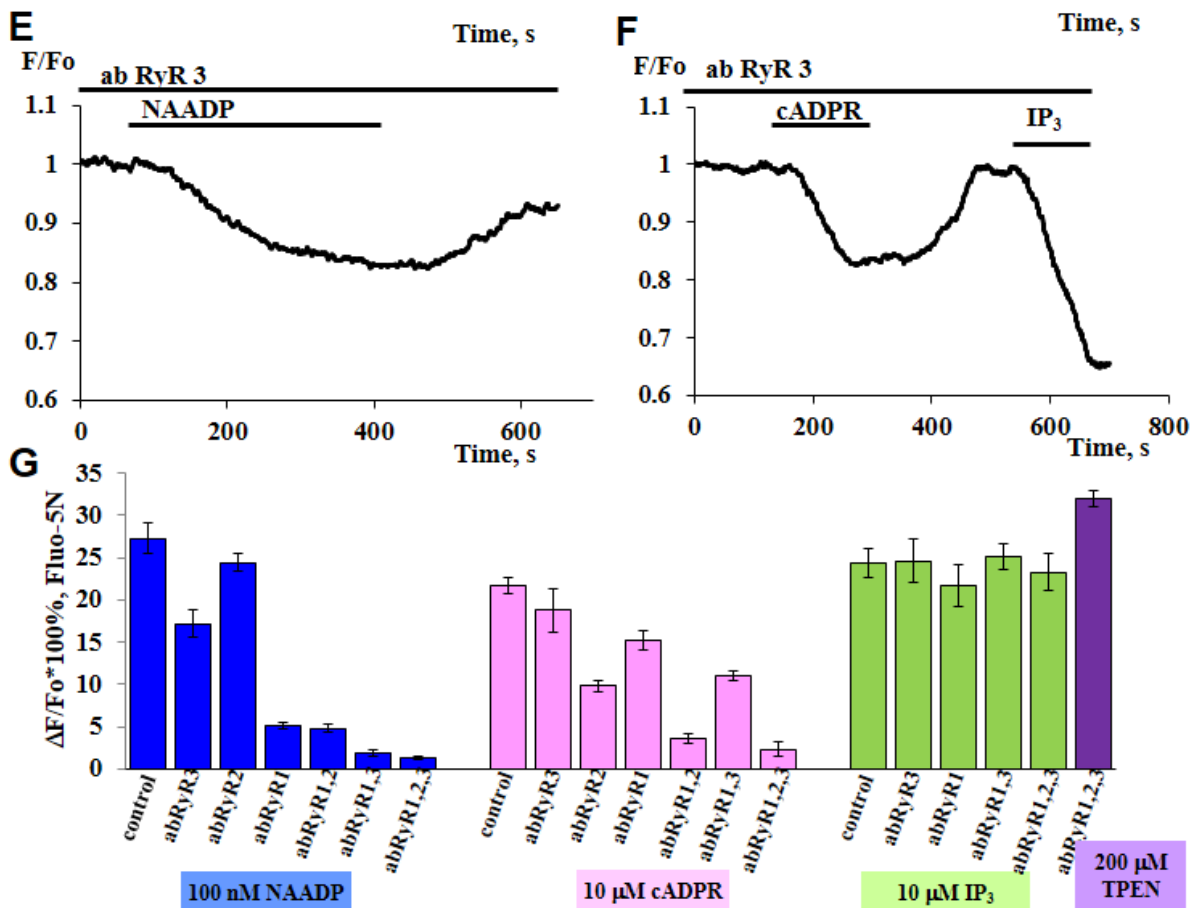 E
Time, s
F/Fo
ab RyR 3
NAADP
1.1
1
0.9
0.8
0.7
0.6
0
200
400
600
Time, s
F
Time, s
F/Fo
ab RyR 3
cADPR
IP₃
1.1
1
0.9
0.8
0.7
0.6
0
200
400
600
800
Time, s
G
ΔF/Fo*100%, Fluo-5N
35
30
25
20
15
10
5
0
control
abRyR3
abRyR2
abRyR1
abRyR1,2
abRyR1,3
abRyR1,2,3
control
abRyR3
abRyR2
abRyR1
abRyR1,2
abRyR1,3
abRyR1,2,3
control
abRyR3
abRyR1
abRyR1,3
abRyR1,2,3
abRyR1,2,3
100 nM NAADP
10 µM cADPR
10 µM IP₃
200 µM
TPEN